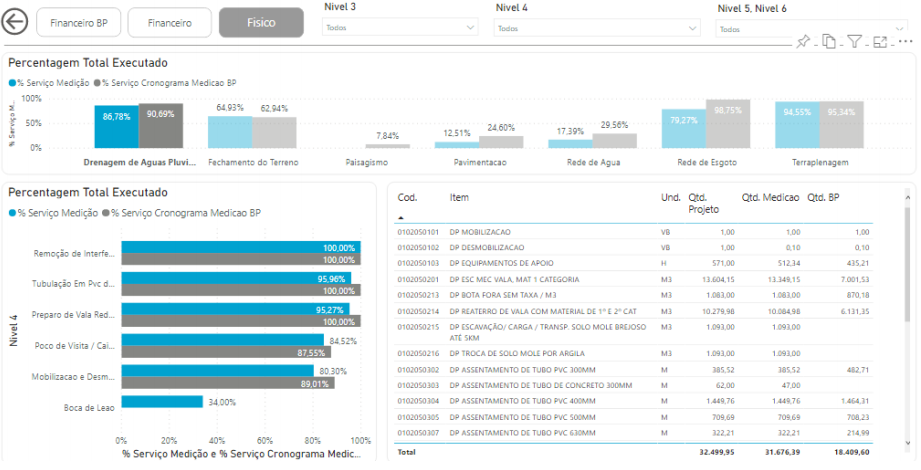 Financeiro BP
Financeiro
Fisico
Nivel 3
Todos
Nivel 4
Todos
Nivel 5, Nivel 6
Todos
Percentagem Total Executado
% Serviço Medição % Serviço Cronograma Medicao BP
% Serviço M...
100%
50%
0%
86,78% 90,69%
64,93% 62,94%
7,84%
12,51% 24,60%
17,39% 29,56%
79,27% 98,75%
94,55% 95,34%
Drenagem de Aguas Pluvi...
Fechamento do Terreno
Paisagismo
Pavimentacao
Rede de Agua
Rede de Esgoto
Terraplenagem
Percentagem Total Executado
% Serviço Medição % Serviço Cronograma Medicao BP
Nivel 4
Remoção de Interfe...
100,00%
100,00%
Tubulação Em Pvc d...
95,96%
100,00%
Preparo de Vala Red...
95,27%
100,00%
Poco de Visita / Cai...
84,52%
87,55%
Mobilizacao e Desm...
80,30%
89,01%
Boca de Leao
34,00%
0% 20% 40% 60% 80% 100%
% Serviço Medição e % Serviço Cronograma Medic...
Cod. Item Und. Qtd. Projeto Qtd. Medicao Qtd. BP
0102050101 DP MOBILIZACAO VB 1,00 1,00 1,00
0102050102 DP DESMOBILIZACAO VB 1,00 0,10 0,10
0102050103 DP EQUIPAMENTOS DE APOIO H 571,00 512,34 435,21
0102050201 DP ESC MEC VALA, MAT 1 CATEGORIA M3 13.604,15 13.349,15 7.001,53
0102050213 DP BOTA FORA SEM TAXA / M3 M3 1.083,00 1.083,00 870,18
0102050214 DP REATERRO DE VALA COM MATERIAL DE 1º E 2º CAT M3 10.279,98 10.084,98 6.131,35
0102050215 DP ESCAVAÇÃO/ CARGA / TRANSP. SOLO MOLE BREJOSO M3 1.093,00 1.093,00
ATÉ 5KM
0102050216 DP TROCA DE SOLO MOLE POR ARGILA M3 1.093,00 1.093,00
0102050302 DP ASSENTAMENTO DE TUBO PVC 300MM M 385,52 385,52 482,71
0102050303 DP ASSENTAMENTO DE TUBO DE CONCRETO 300MM M 62,00 47,00
0102050304 DP ASSENTAMENTO DE TUBO PVC 400MM M 1.449,76 1.449,76 1.464,31
0102050305 DP ASSENTAMENTO DE TUBO PVC 500MM M 709,69 709,69 708,23
0102050307 DP ASSENTAMENTO DE TUBO PVC 630MM M 322,21 322,21 214,99
Total 32.499,95 31.676,39 18.409,60